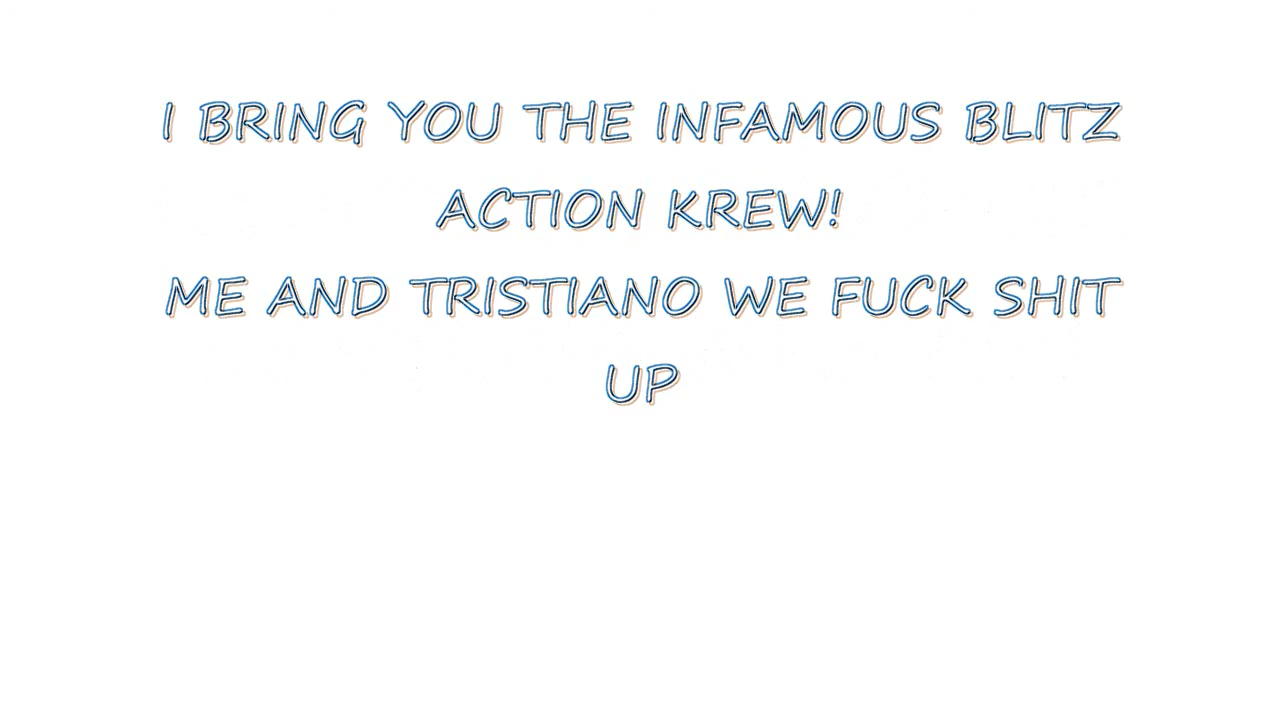 I BRING YOU THE INFAMOUS BLITZ
ACTION KREW!
ME AND TRISTIANO WE FUCK SHIT
UP